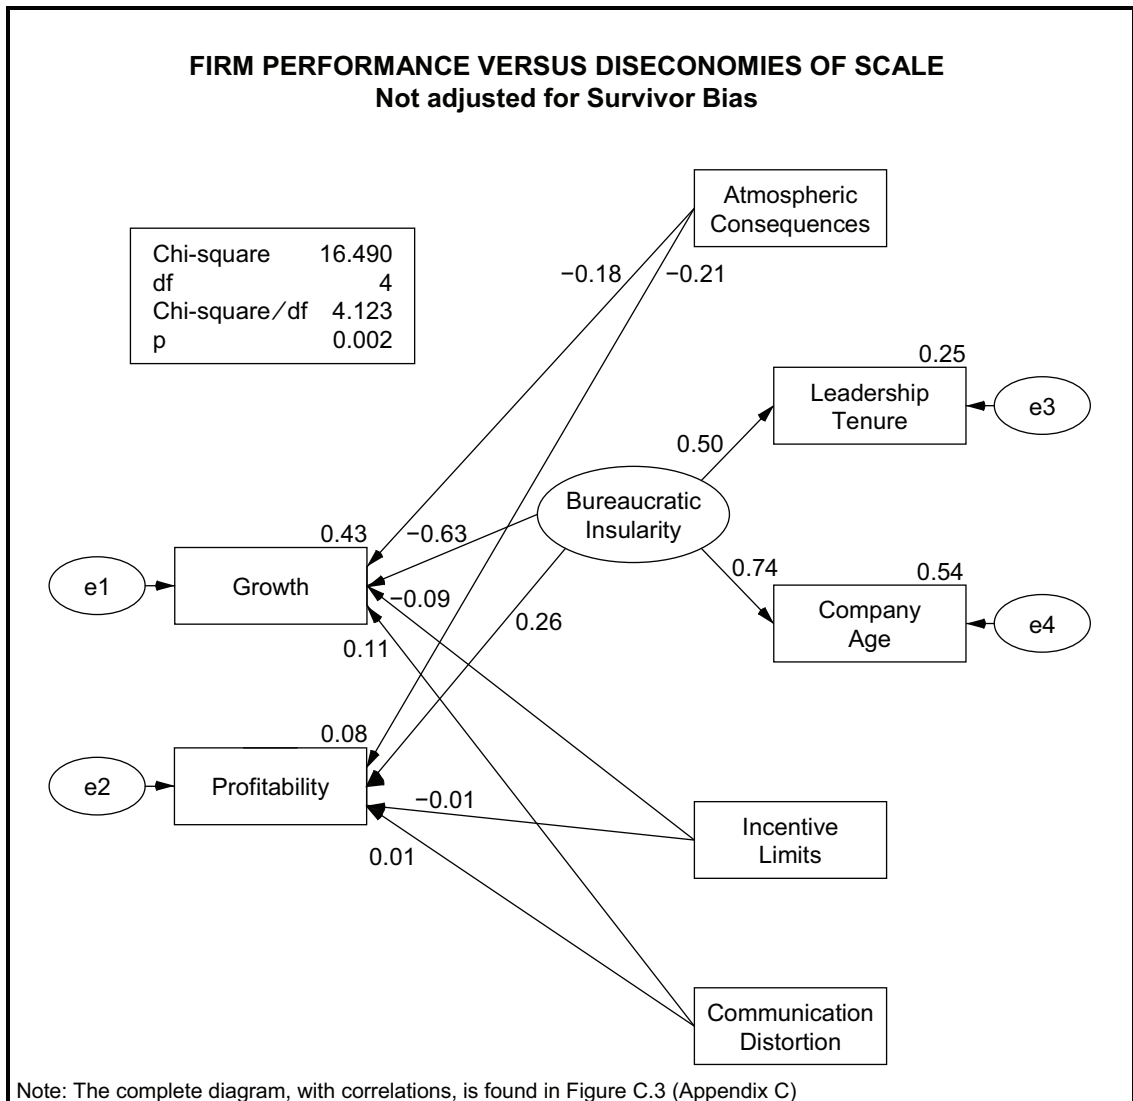 FIRM PERFORMANCE VERSUS DISECONOMIES OF SCALE
Not adjusted for Survivor Bias
Atmospheric
Consequences
Chi-square 16.490
df 4
Chi-square/df 4.123
p 0.002
−0.18
−0.21
0.25
Leadership
Tenure
e3
0.50
Bureaucratic
Insularity
0.43
−0.63
e1
Growth
0.74
0.54
−0.09
0.26
Company
Age
e4
0.11
0.08
e2
Profitability
−0.01
Incentive
Limits
0.01
Communication
Distortion
Note: The complete diagram, with correlations, is found in Figure C.3 (Appendix C)